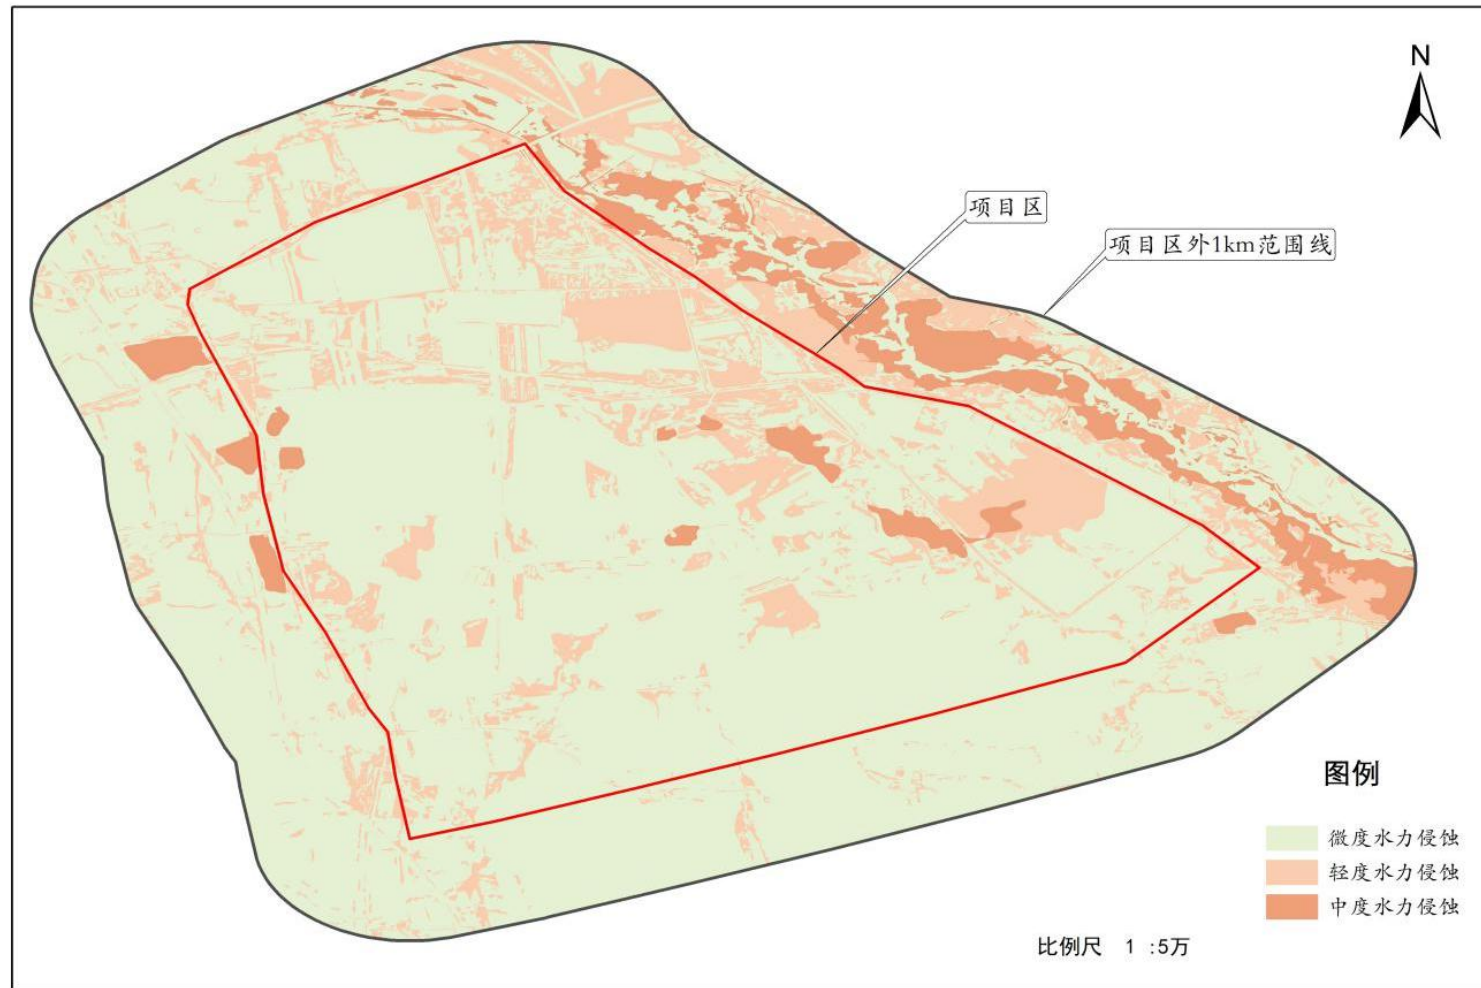 N
项目区
项目区外1km范围线
图例
微度水力侵蚀
轻度水力侵蚀
中度水力侵蚀
比例尺 1 :5万